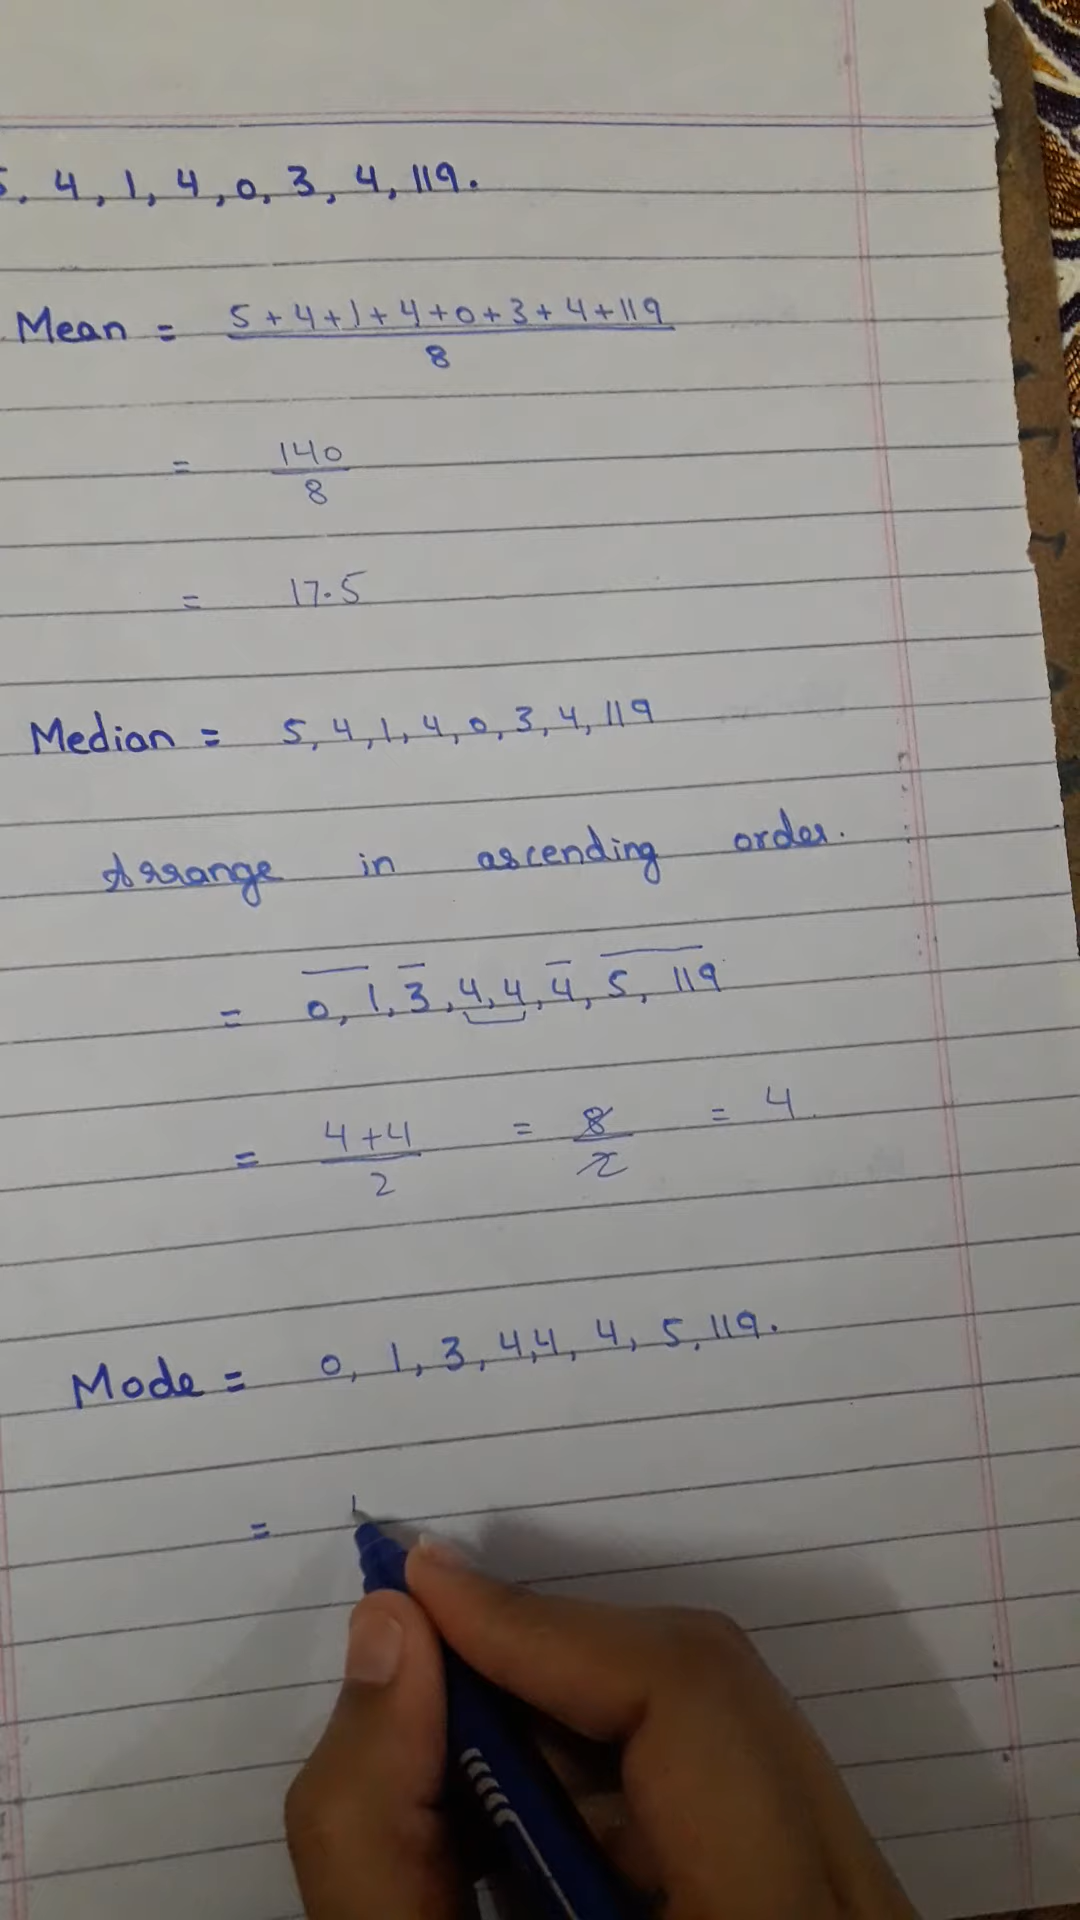 5, 4, 1, 4, 0, 3, 4, 119.
Mean = 5+4+1+4+0+3+4+119
8
= 140
8
= 17.5
Median = 5, 4, 1, 4, 0, 3, 4, 119
Arrange in ascending order.
= 0, 1, 3, 4, 4, 4, 5, 119
= 4+4 = 8 = 4
2 2
Mode = 0, 1, 3, 4,4, 4, 5, 119.
=